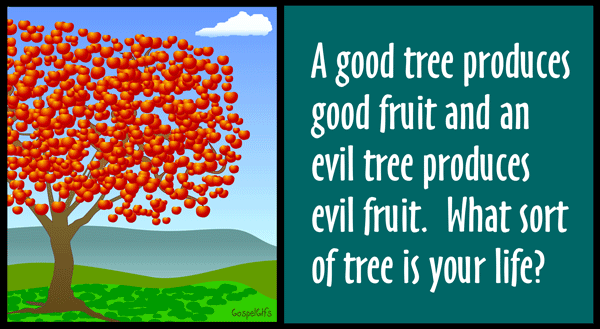 A good tree produces
good fruit and an
evil tree produces
evil fruit. What sort
of tree is your life?
GospelGifs